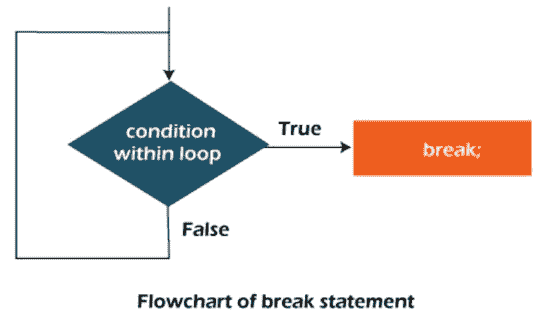 condition
within loop
True
break;
False
Flowchart of break statement